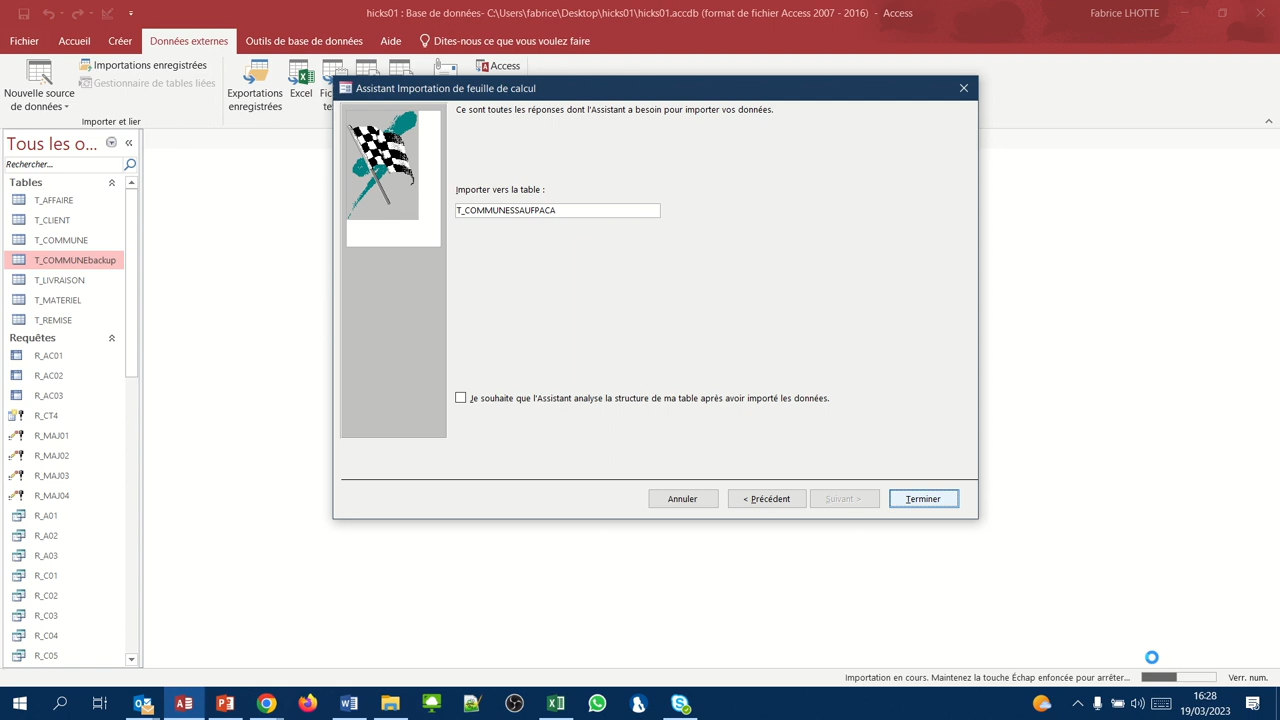 hicks01 : Base de données- C:\Users\fabrice\Desktop\hicks01\hicks01.accdb (format de fichier Access 2007 - 2016) - Access
Fabrice LHOTTE
Fichier
Accueil
Créer
Données externes
Outils de base de données
Aide
Dites-nous ce que vous voulez faire
Nouvelle source
de données
Importations enregistrées
Gestionnaire de tables liées
Importer et lier
Exportations
enregistrées
Excel
Access
Tous les o...
Rechercher...
Tables
T_AFFAIRE
T_CLIENT
T_COMMUNE
T_COMMUNEbackup
T_LIVRAISON
T_MATERIEL
T_REMISE
Requêtes
R_AC01
R_AC02
R_AC03
R_CT4
R_MAJ01
R_MAJ02
R_MAJ03
R_MAJ04
R_A01
R_A02
R_A03
R_C01
R_C02
R_C03
R_C04
R_C05
Assistant Importation de feuille de calcul
Ce sont toutes les réponses dont l'Assistant a besoin pour importer vos données.
Importer vers la table :
T_COMMUNESSAUFPACA
Je souhaite que l'Assistant analyse la structure de ma table après avoir importé les données.
Annuler
< Précédent
Suivant >
Terminer
Importation en cours. Maintenez la touche Échap enfoncée pour arrêter...
Verr. num.
16:28
19/03/2023